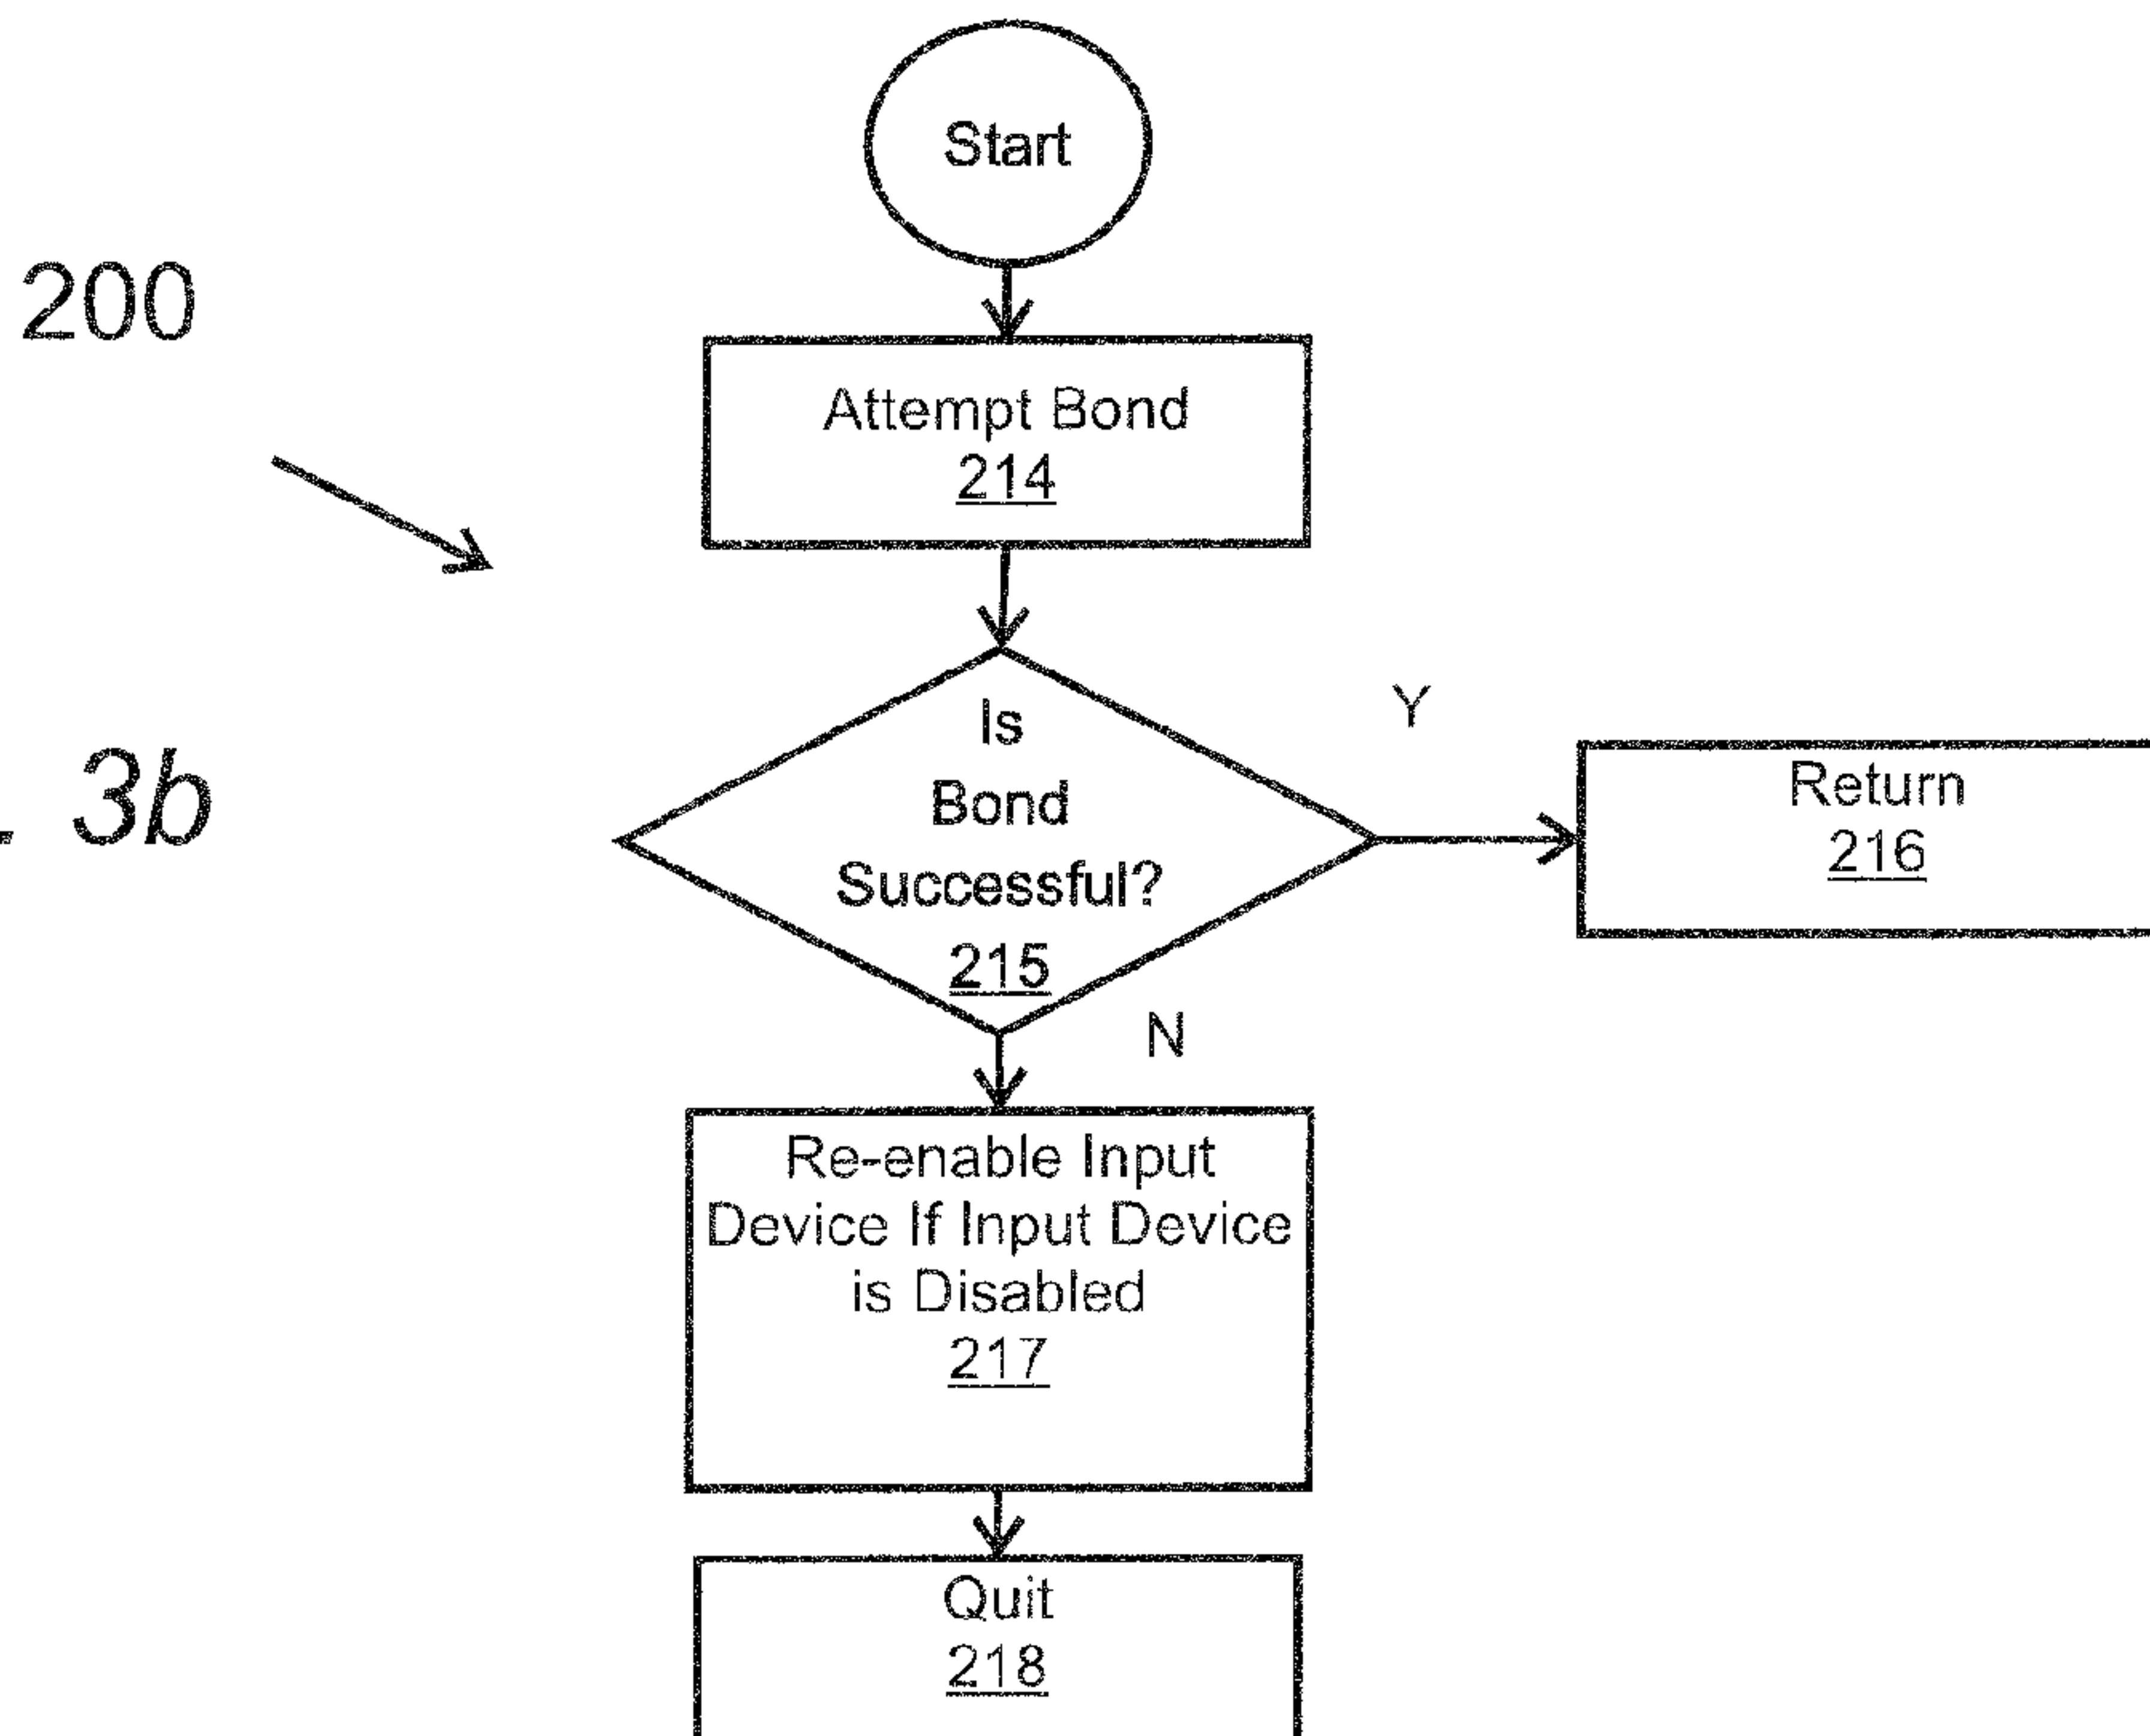 Start
200
Attempt Bond
214
Is
Bond
Successful?
215
Y
Return
216
. 3b
N
Re-enable Input
Device If Input Device
is Disabled
217
Quit
218